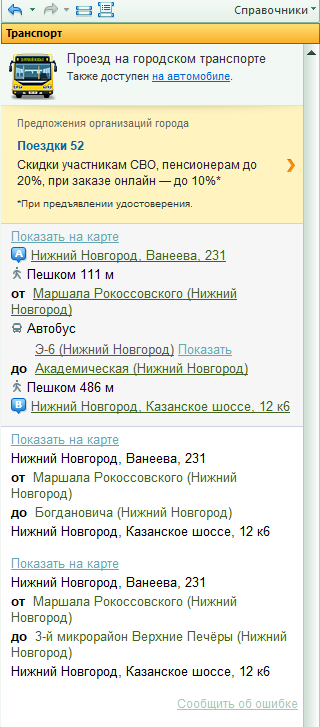 Справочники
Транспорт
Проезд на городском транспорте
Также доступен на автомобиле.
Предложения организаций города
Поездки 52
Скидки участникам СВО, пенсионерам до
20%, при заказе онлайн — до 10%*
*При предъявлении удостоверения.
Показать на карте
A Нижний Новгород, Ванеева, 231
Пешком 111 м
от Маршала Рокоссовского (Нижний
Новгород)
Автобус
Э-6 (Нижний Новгород) Показать
до Академическая (Нижний Новгород)
Пешком 486 м
B Нижний Новгород, Казанское шоссе, 12 к6
Показать на карте
Нижний Новгород, Ванеева, 231
от Маршала Рокоссовского (Нижний
Новгород)
до Богдановича (Нижний Новгород)
Нижний Новгород, Казанское шоссе, 12 к6
Показать на карте
Нижний Новгород, Ванеева, 231
от Маршала Рокоссовского (Нижний
Новгород)
до 3-й микрорайон Верхние Печёры (Нижний
Новгород)
Нижний Новгород, Казанское шоссе, 12 к6
Сообщить об ошибке